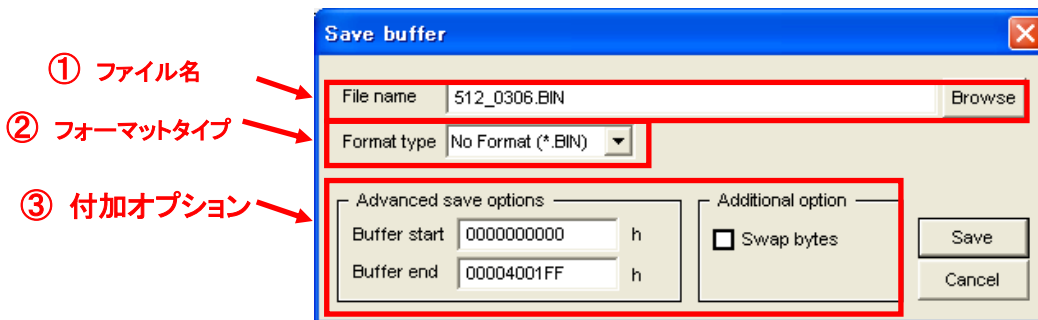 Save buffer
① ファイル名
File name 512_0306.BIN Browse
② フォーマットタイプ
Format type No Format (*.BIN)
③ 付加オプション
Advanced save options Additional option
Buffer start 0000000000 h Swap bytes Save
Buffer end 00004001FF h Cancel